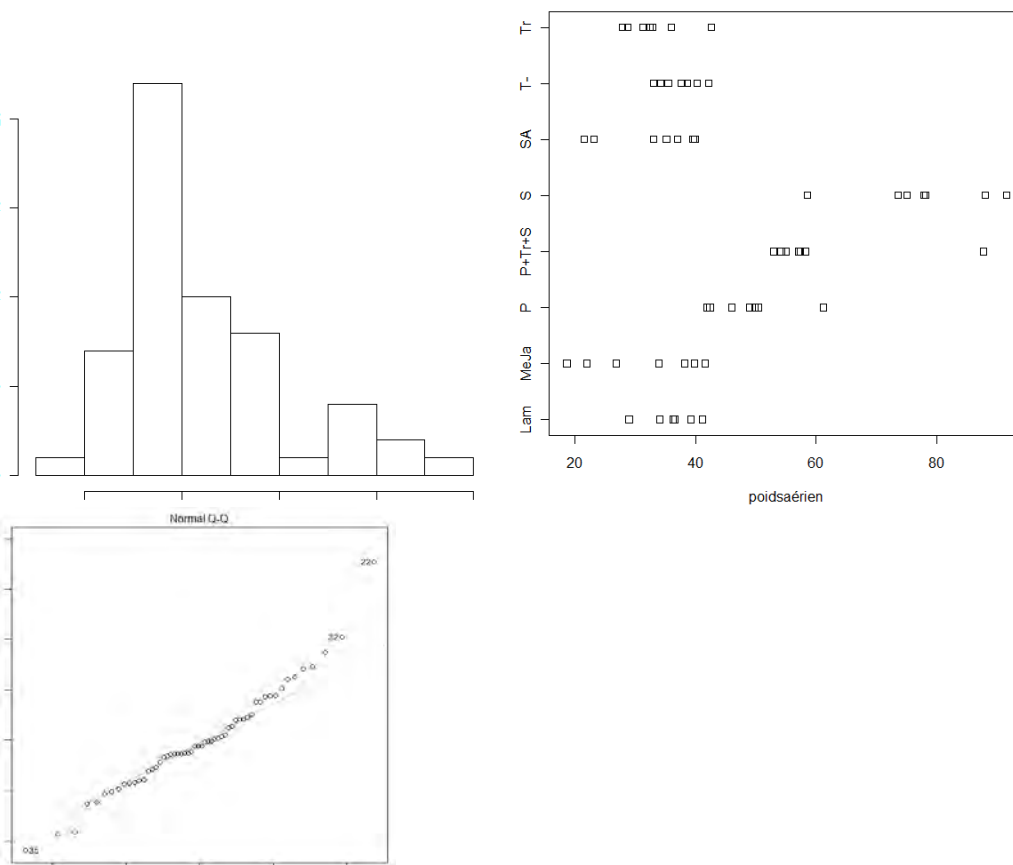 Tr
T-
SA
S
P+Tr+S
P
MeJa
Lam
20 40 60 80
poidsaérien
Normal Q-Q
22
32
35